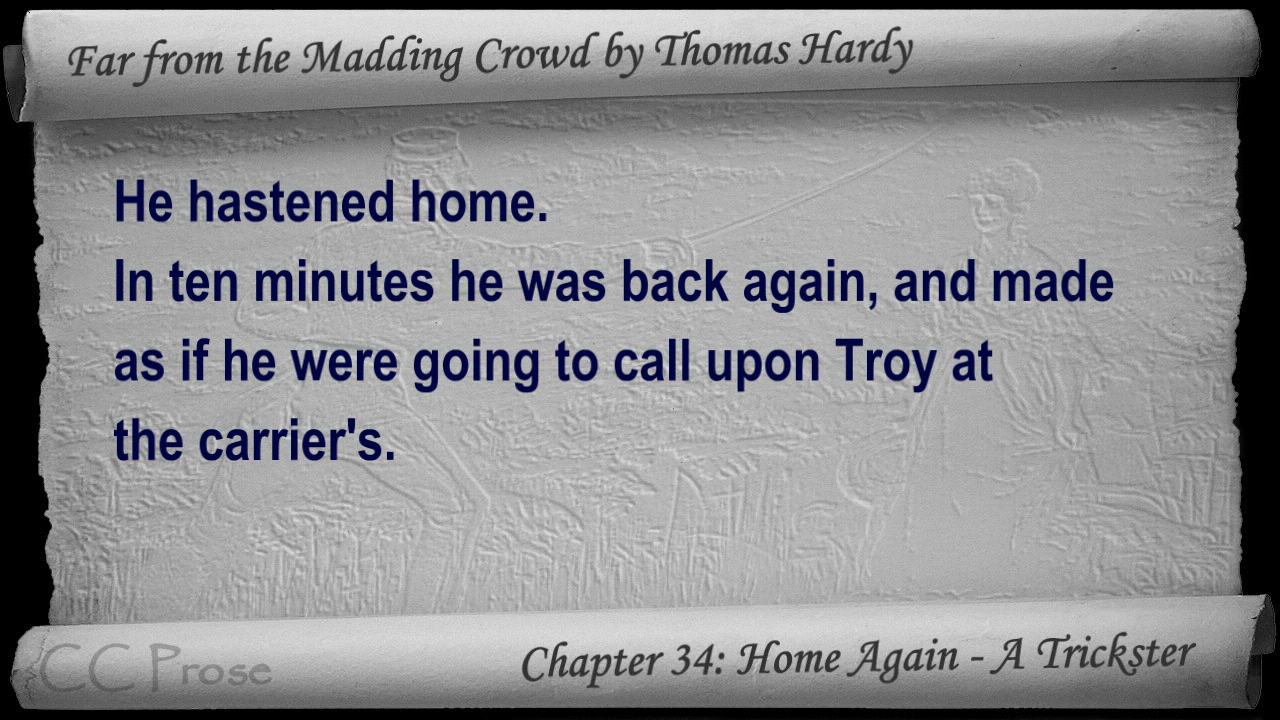 Far from the Madding Crowd by Thomas Hardy
He hastened home.
In ten minutes he was back again, and made
as if he were going to call upon Troy at
the carrier's.
CC Prose
Chapter 34: Home Again - A Trickster